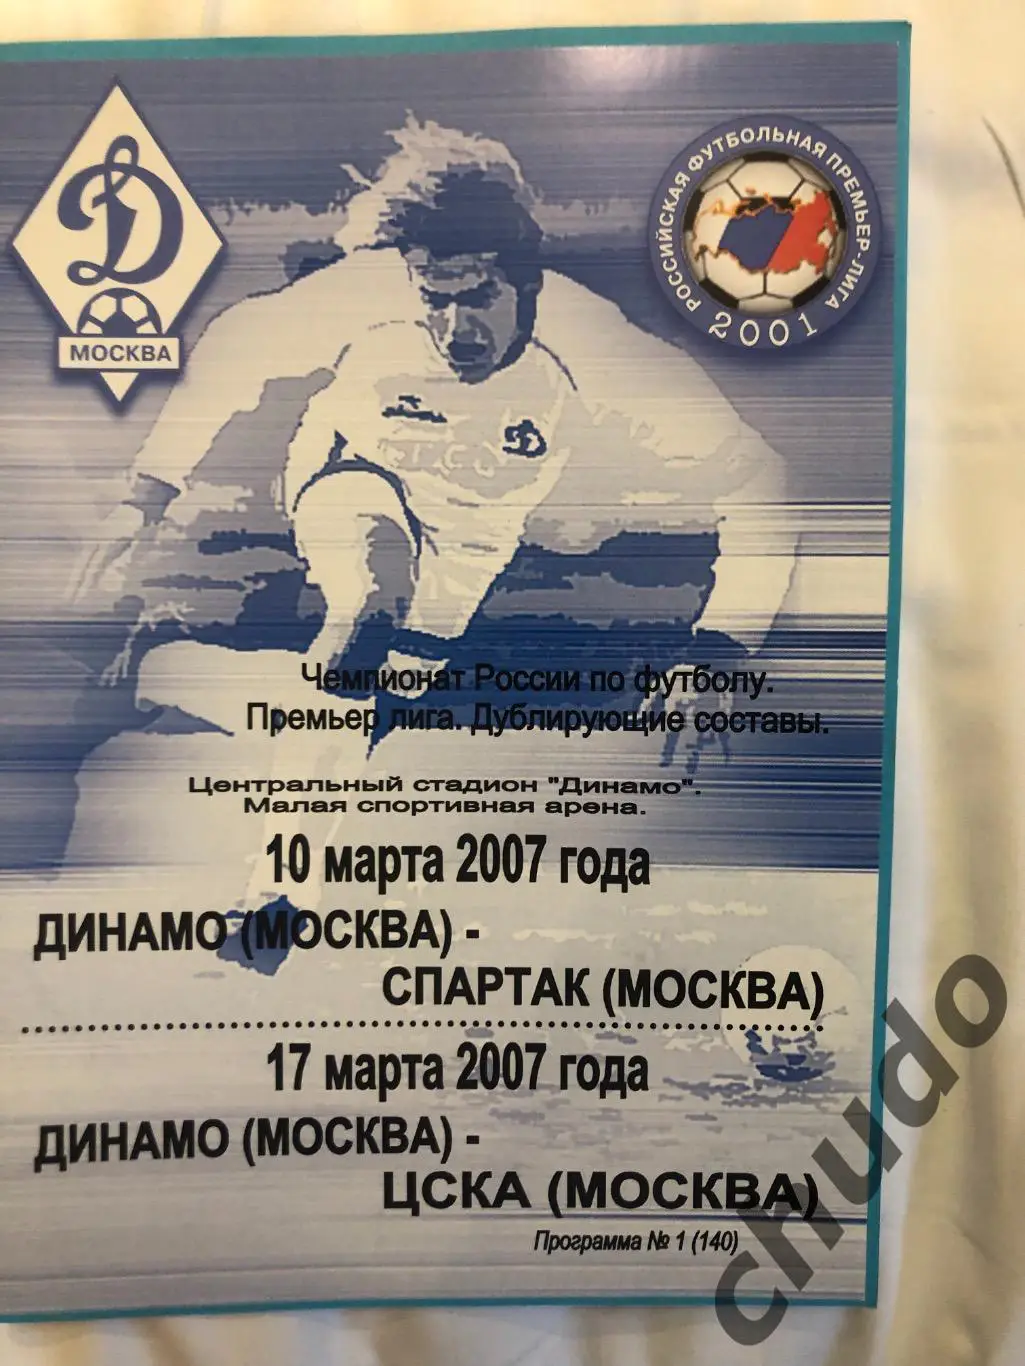 Д
МОСКВА
РОССИЙСКАЯ ФУТБОЛЬНАЯ ПРЕМЬЕР-ЛИГА
2001
Д
Чемпионат России по футболу.
Премьер лига. Дублирующие составы.
Центральный стадион "Динамо".
Малая спортивная арена.
10 марта 2007 года
ДИНАМО (МОСКВА) -
СПАРТАК (МОСКВА)
17 марта 2007 года
ДИНАМО (МОСКВА) -
ЦСКА (МОСКВА)
Программа № 1 (140)
chudo